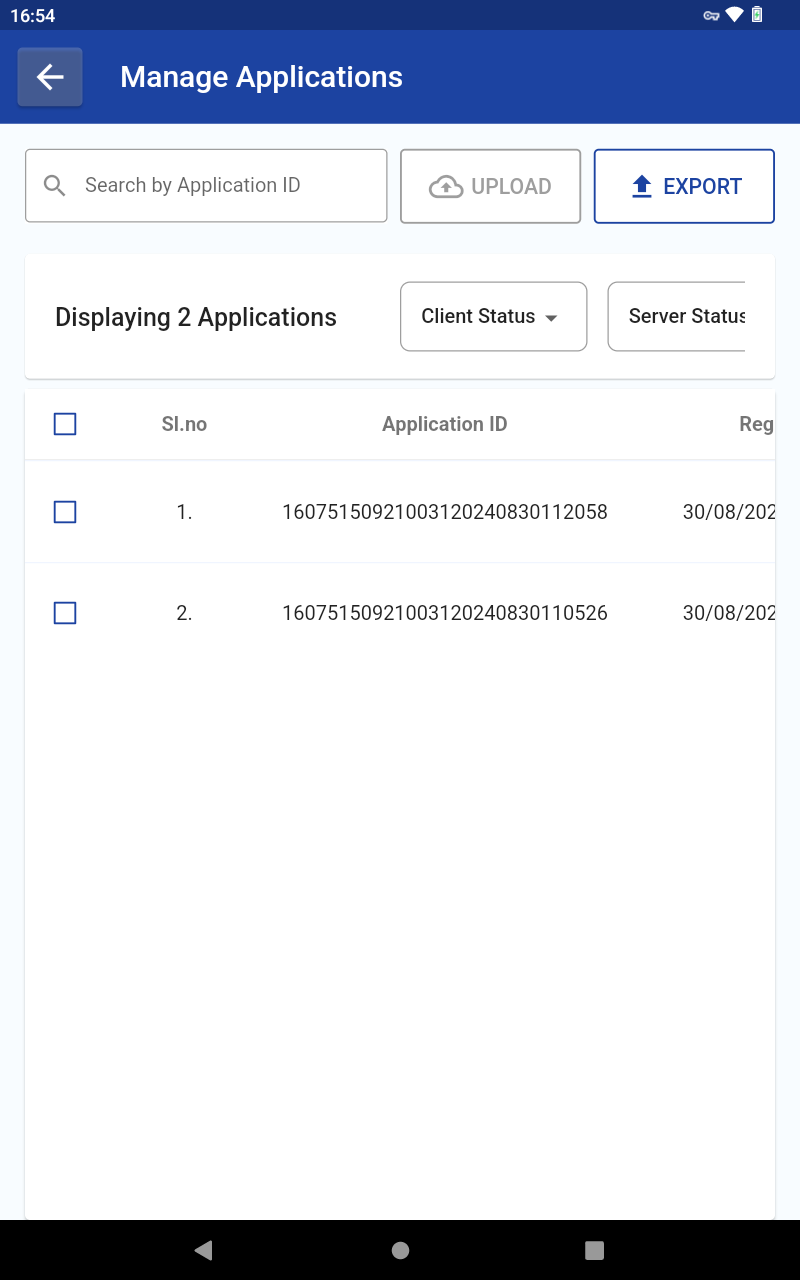 16:54
Manage Applications
Search by Application ID
UPLOAD
EXPORT
Displaying 2 Applications
Client Status
Server Status
Sl.no Application ID Reg
1. 16075150921003120240830112058 30/08/202
2. 16075150921003120240830110526 30/08/202